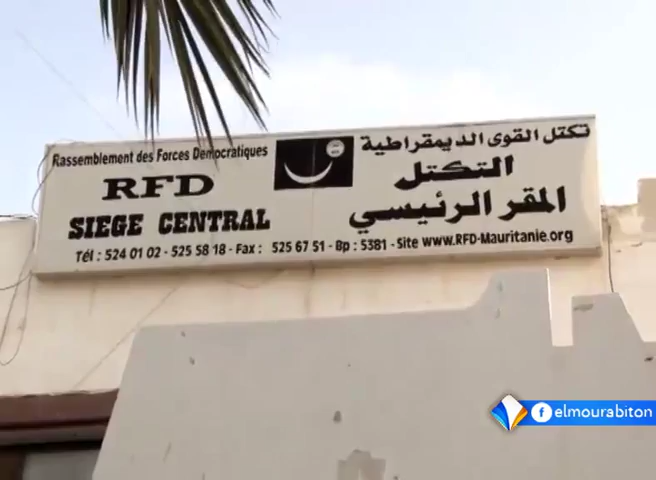 Rassemblement des Forces Démocratiques
RFD
SIEGE CENTRAL
تكتل القوى الديمقراطية
التكتل
المقر الرئيسي
Tél : 524 01 02 - 525 58 18 - Fax : 525 67 51 - Bp : 5381 - Site www.RFD-Mauritanie.org
elmourabiton